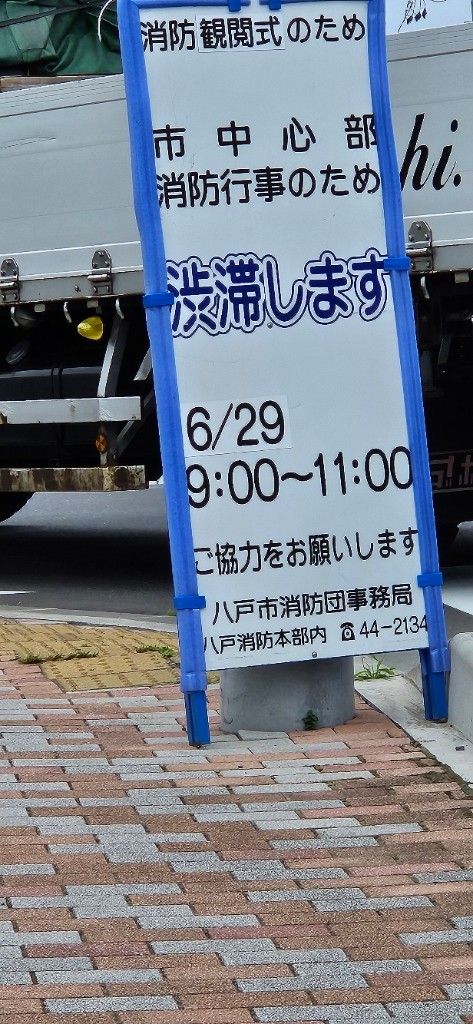 消防観閲式のため
市中心部
消防行事のため
渋滞します
6/29
9:00～11:00
ご協力をお願いします
八戸市消防団事務局
八戸消防本部内 ☎44-2134
hi.